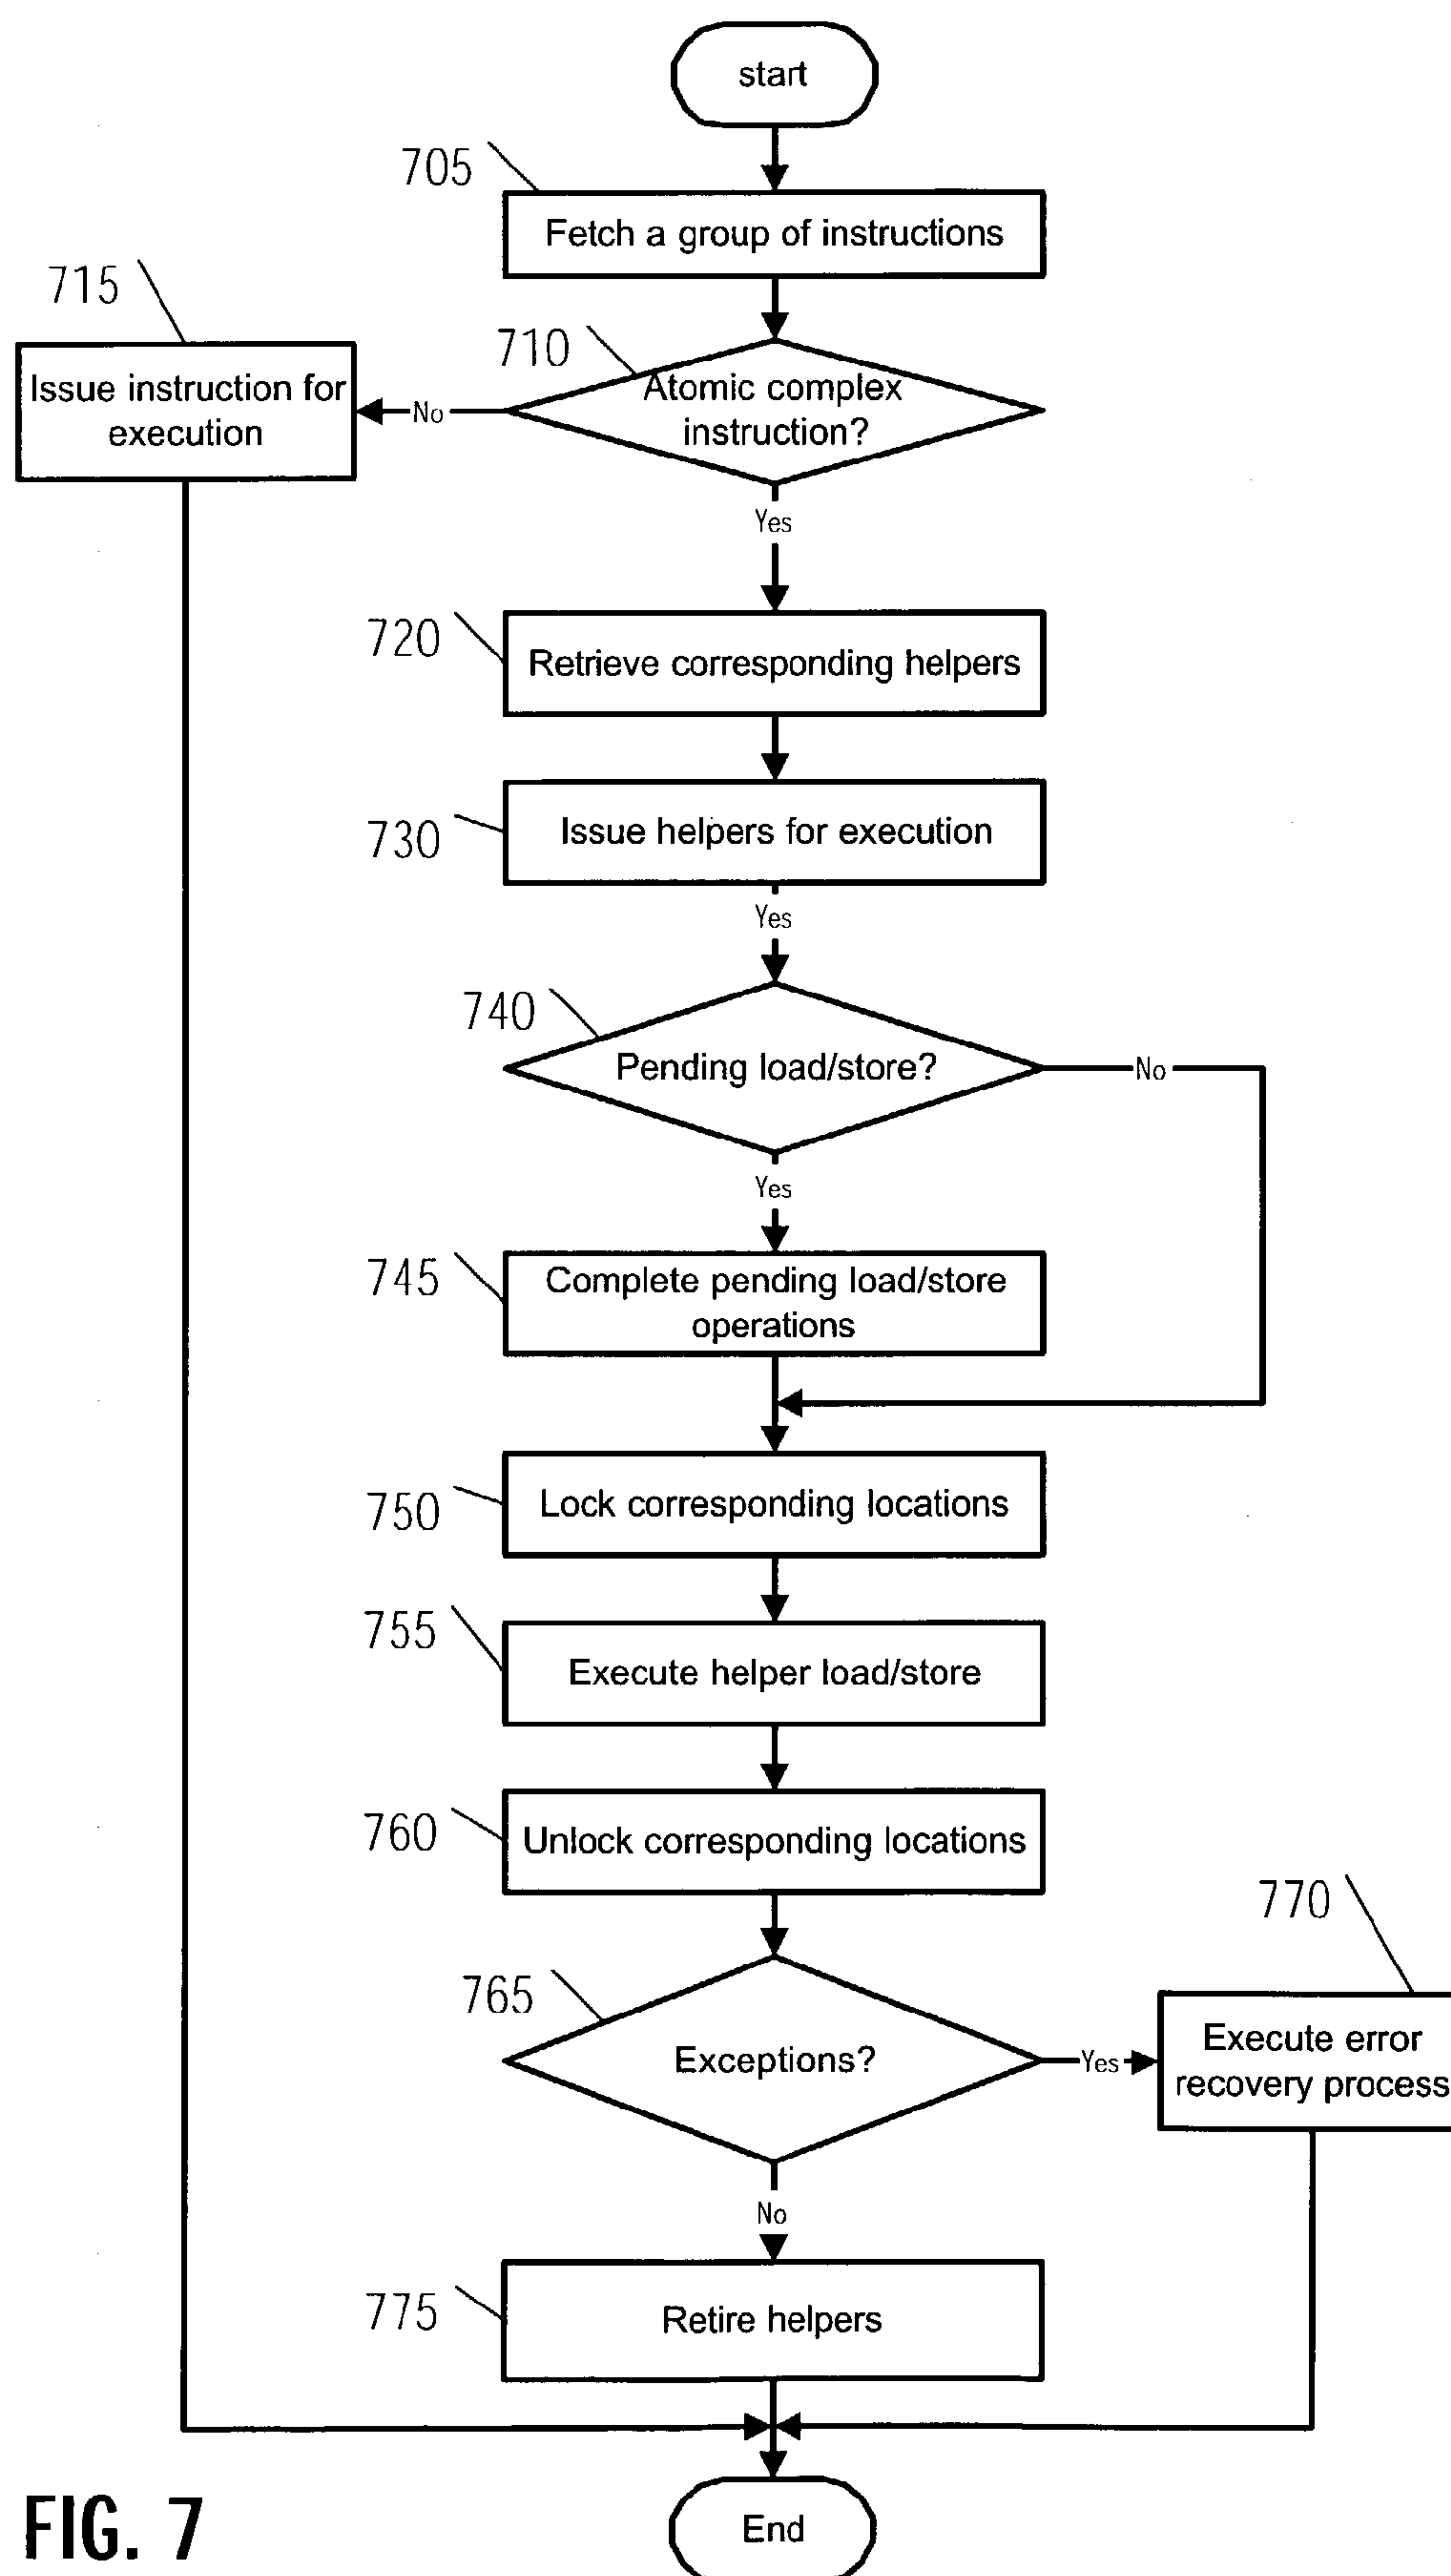 start
705
Fetch a group of instructions
715
710
Issue instruction for
execution
No
Atomic complex
instruction?
Yes
720
Retrieve corresponding helpers
730
Issue helpers for execution
Yes
740
Pending load/store?
No
Yes
745
Complete pending load/store
operations
750
Lock corresponding locations
755
Execute helper load/store
760
Unlock corresponding locations
770
765
Exceptions?
Yes
Execute error
recovery process
No
775
Retire helpers
FIG. 7
End